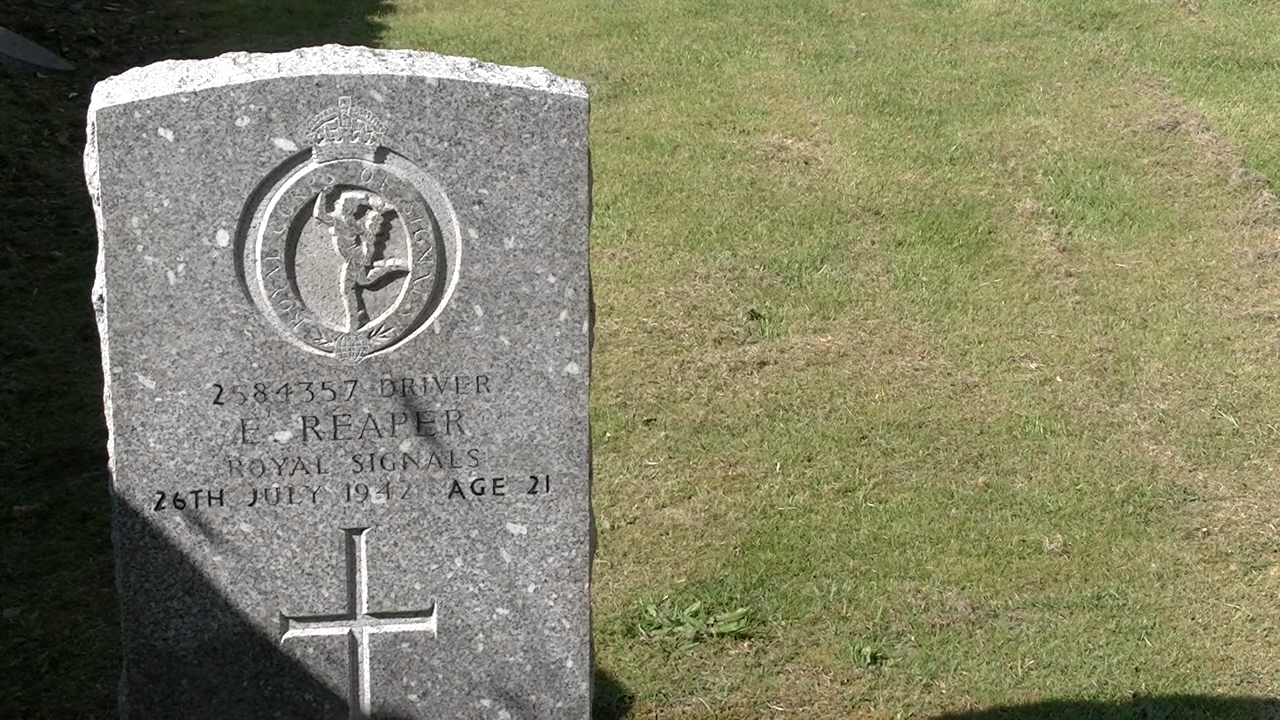 ROYAL CORPS OF SIGNALS
2584357 DRIVER
E. REAPER
ROYAL SIGNALS
26TH JULY 1942 AGE 21